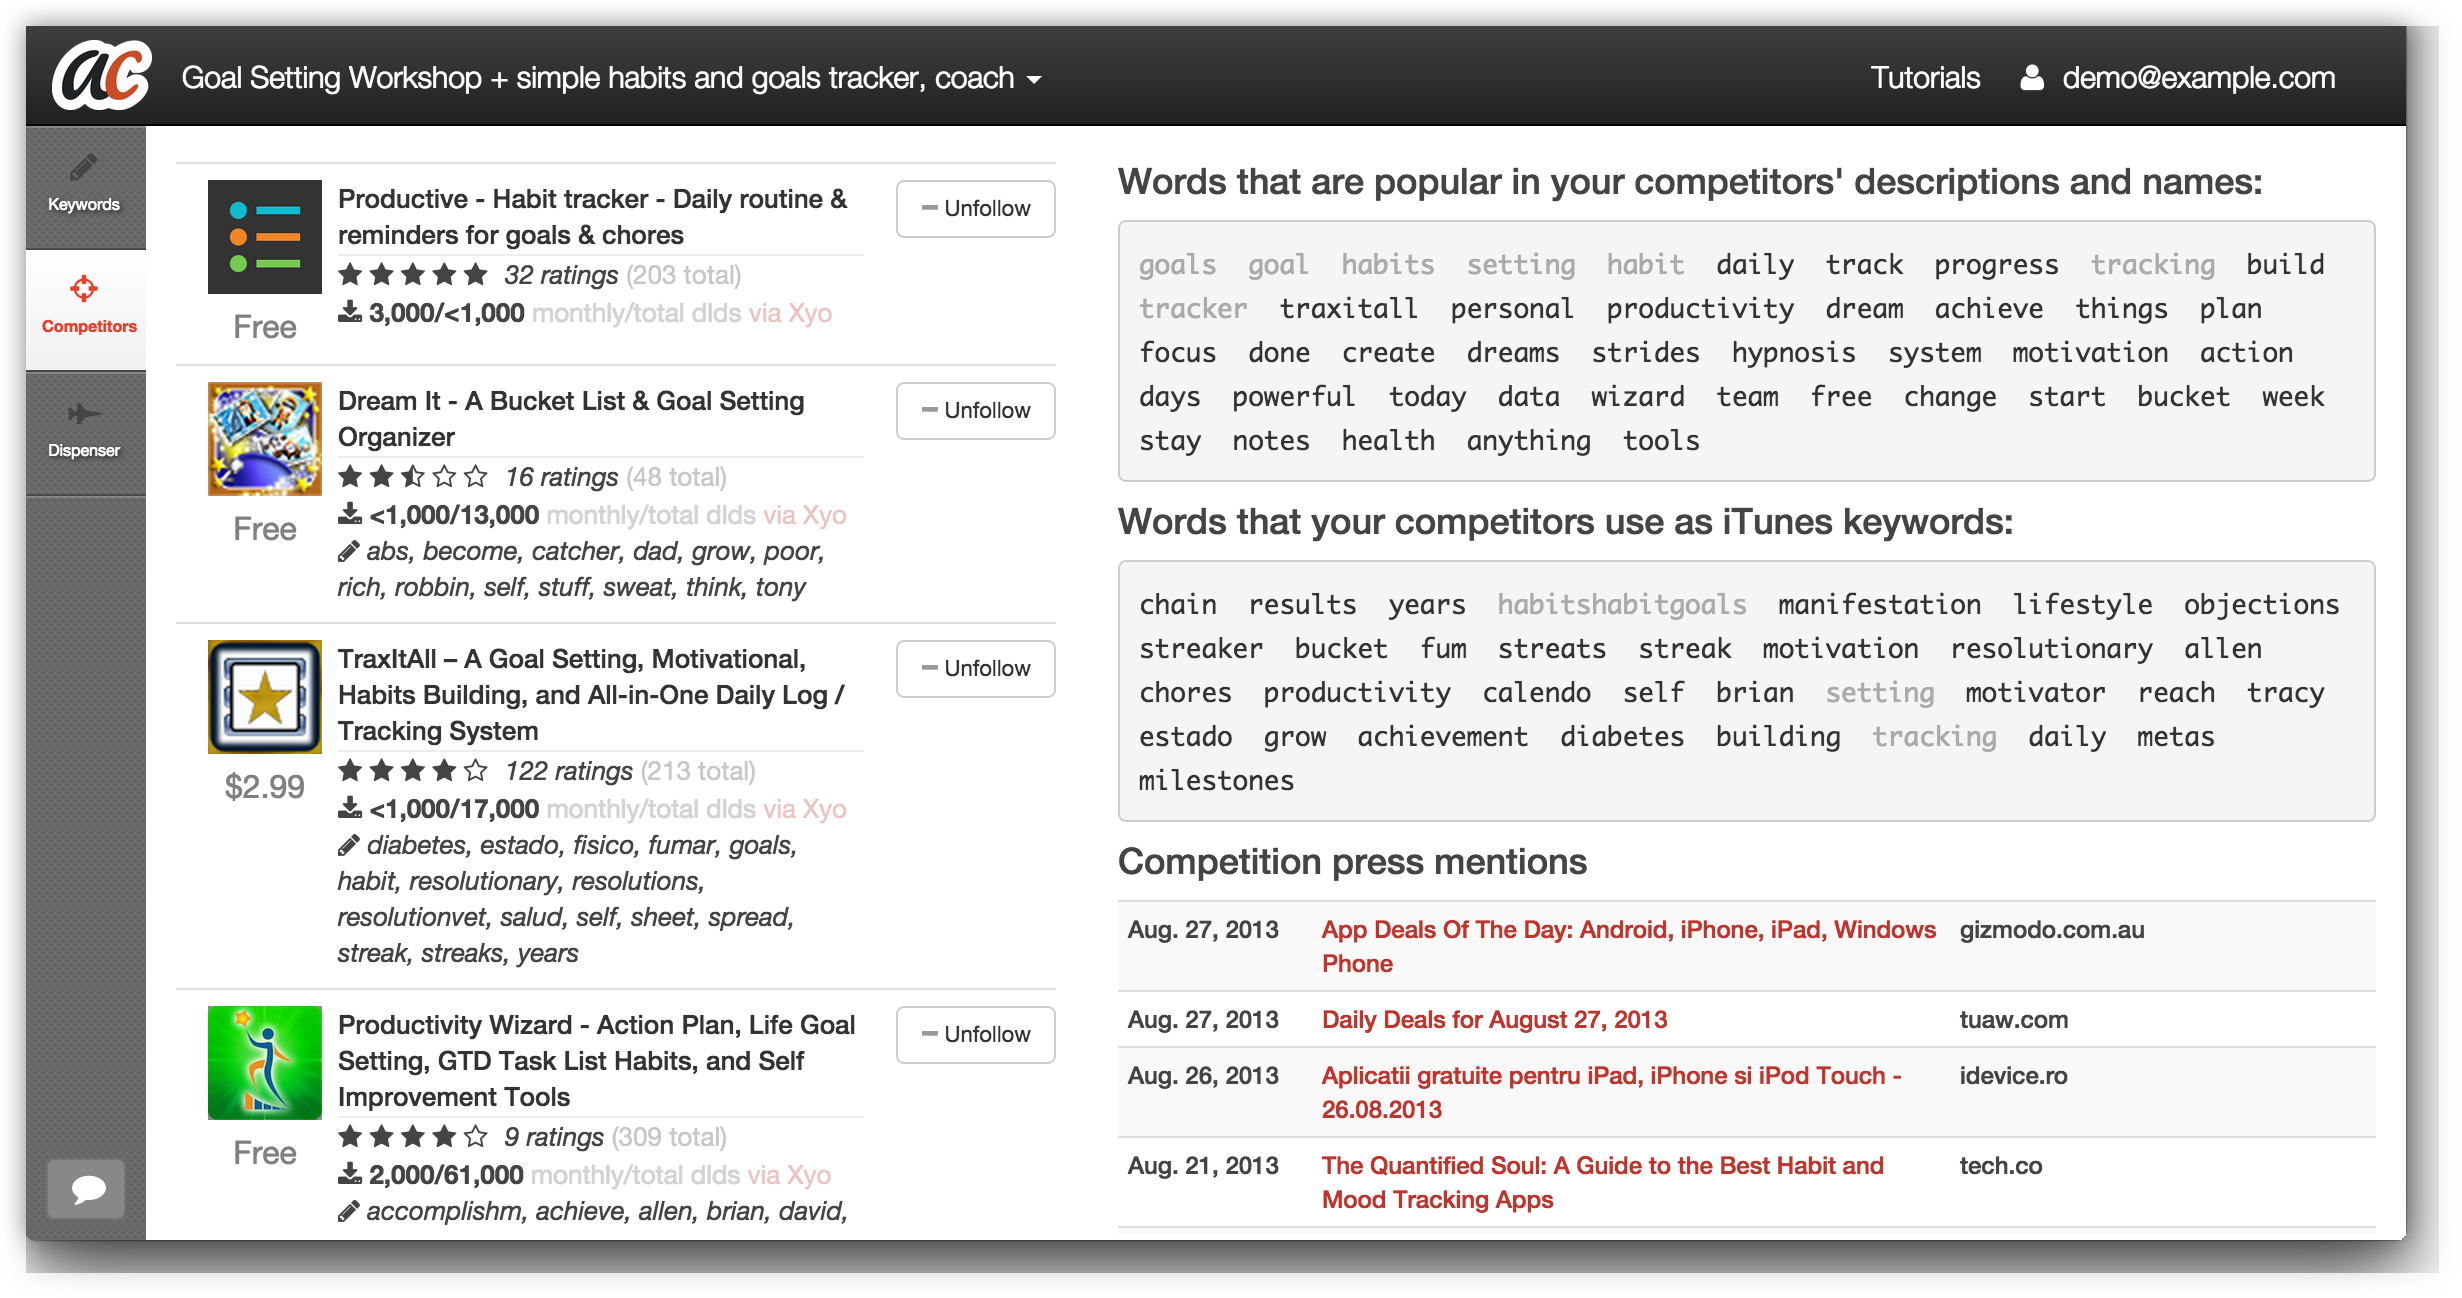 ac
Goal Setting Workshop + simple habits and goals tracker, coach
Tutorials
demo@example.com
Keywords
Competitors
Dispenser
Productive - Habit tracker - Daily routine &
reminders for goals & chores
Unfollow
32 ratings (203 total)
Free
3,000/<1,000 monthly/total dlds via Xyo
Dream It - A Bucket List & Goal Setting
Organizer
Unfollow
16 ratings (48 total)
Free
<1,000/13,000 monthly/total dlds via Xyo
abs, become, catcher, dad, grow, poor,
rich, robbin, self, stuff, sweat, think, tony
TraxItAll – A Goal Setting, Motivational,
Habits Building, and All-in-One Daily Log /
Tracking System
Unfollow
$2.99
122 ratings (213 total)
<1,000/17,000 monthly/total dlds via Xyo
diabetes, estado, fisico, fumar, goals,
habit, resolutionary, resolutions,
resolutionvet, salud, self, sheet, spread,
streak, streaks, years
Productivity Wizard - Action Plan, Life Goal
Setting, GTD Task List Habits, and Self
Improvement Tools
Unfollow
Free
9 ratings (309 total)
2,000/61,000 monthly/total dlds via Xyo
accomplishm, achieve, allen, brian, david,
Words that are popular in your competitors' descriptions and names:
goals goal habits setting habit daily track progress tracking build
tracker traxitall personal productivity dream achieve things plan
focus done create dreams strides hypnosis system motivation action
days powerful today data wizard team free change start bucket week
stay notes health anything tools
Words that your competitors use as iTunes keywords:
chain results years habitshabitgoals manifestation lifestyle objections
streaker bucket fum streats streak motivation resolutionary allen
chores productivity calendo self brian setting motivator reach tracy
estado grow achievement diabetes building tracking daily metas
milestones
Competition press mentions
Aug. 27, 2013 App Deals Of The Day: Android, iPhone, iPad, Windows gizmodo.com.au
Phone
Aug. 27, 2013 Daily Deals for August 27, 2013 tuaw.com
Aug. 26, 2013 Aplicatii gratuite pentru iPad, iPhone si iPod Touch - idevice.ro
26.08.2013
Aug. 21, 2013 The Quantified Soul: A Guide to the Best Habit and tech.co
Mood Tracking Apps